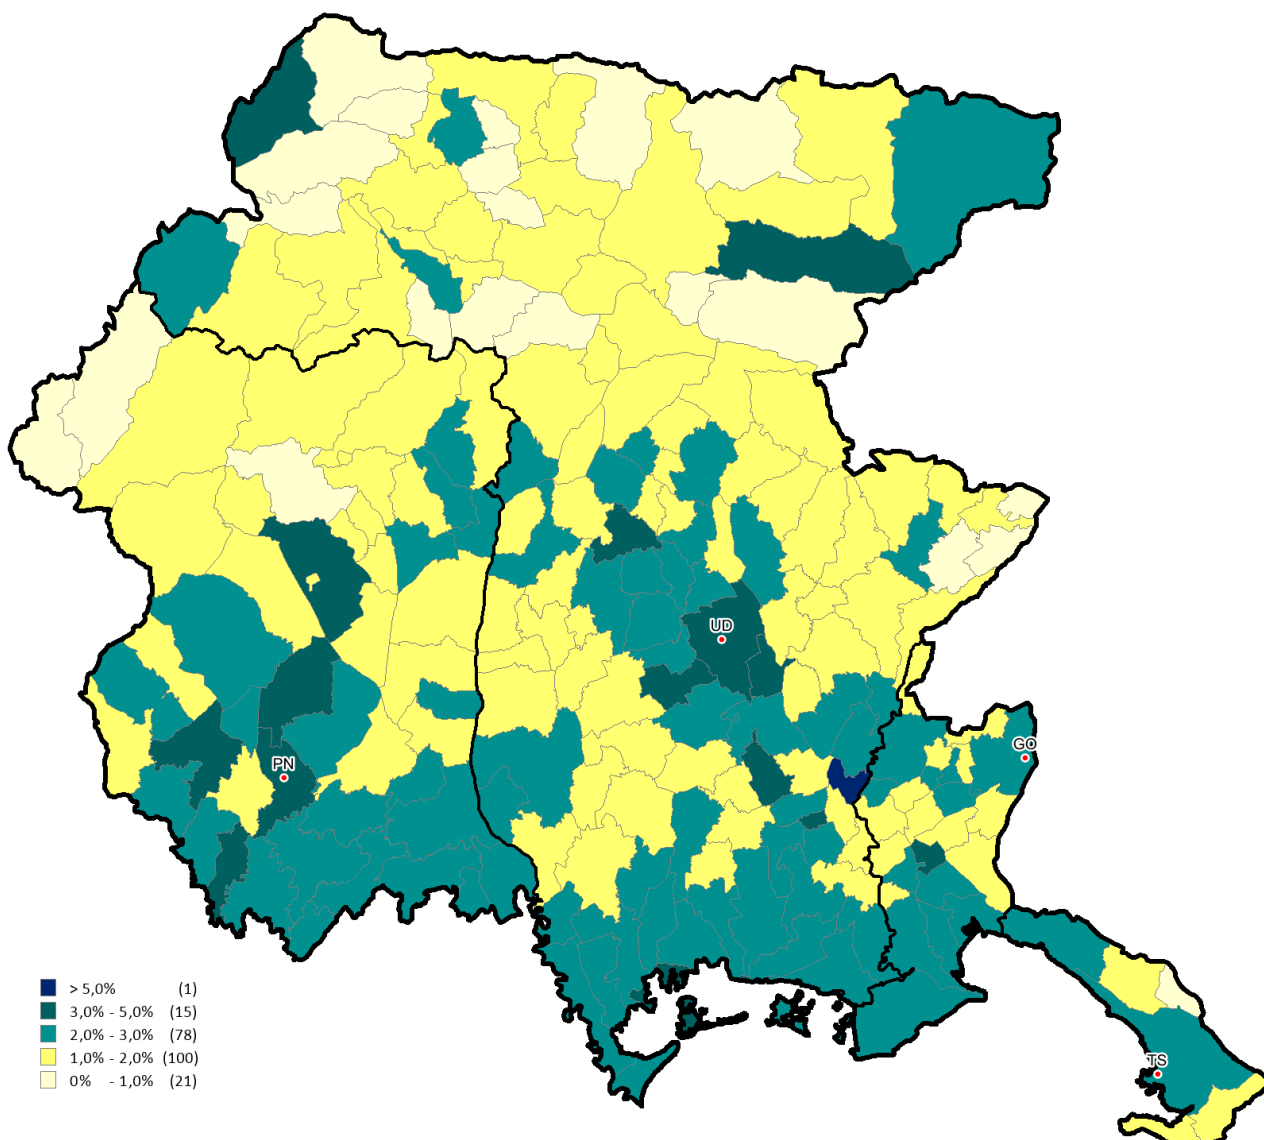 UD
GO
PN
> 5,0% (1)
3,0% - 5,0% (15)
2,0% - 3,0% (78)
1,0% - 2,0% (100)
0% - 1,0% (21)
TS